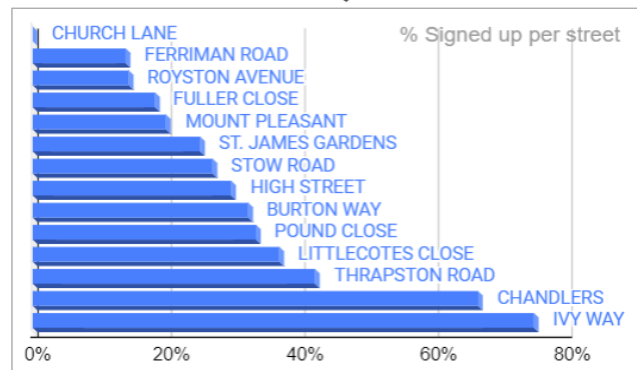 % Signed up per street
CHURCH LANE
FERRIMAN ROAD
ROYSTON AVENUE
FULLER CLOSE
MOUNT PLEASANT
ST. JAMES GARDENS
STOW ROAD
HIGH STREET
BURTON WAY
POUND CLOSE
LITTLECOTES CLOSE
THRAPSTON ROAD
CHANDLERS
IVY WAY
0% 20% 40% 60% 80%